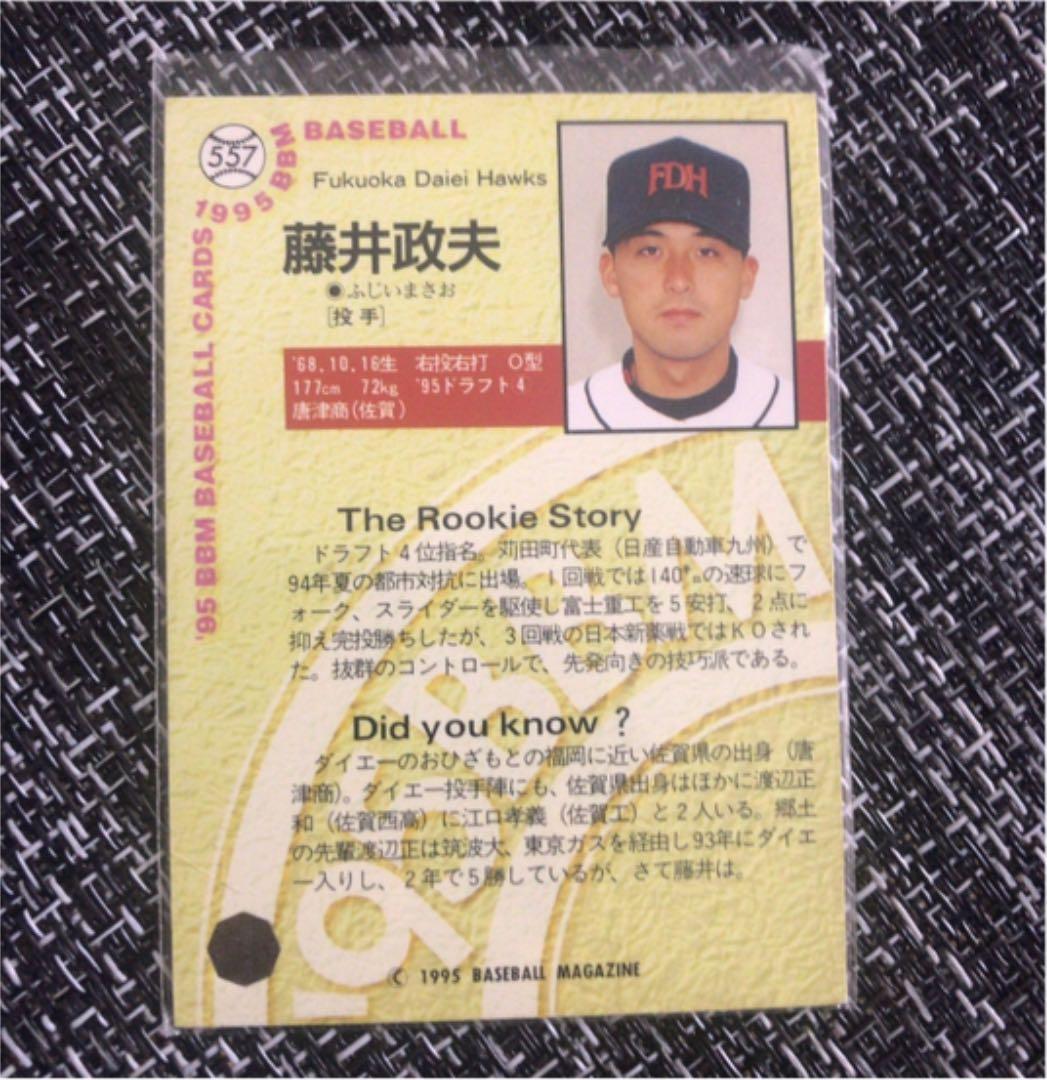 557
1995 BBM BASEBALL
'95 BBM BASEBALL CARDS
Fukuoka Daiei Hawks
FDH
藤井政夫
●ふじいまさお
[投手]
'68.10.16生 右投右打 O型
177cm 72kg '95ドラフト4
唐津商(佐賀)
The Rookie Story
ドラフト4位指名。苅田町代表（日産自動車九州）で
94年夏の都市対抗に出場。1回戦では140㌔の速球にフ
ォーク、スライダーを駆使し富士重工を5安打、2点に
抑え完投勝ちしたが、3回戦の日本新薬戦ではKOされ
た。抜群のコントロールで、先発向きの技巧派である。
Did you know ?
ダイエーのおひざもとの福岡に近い佐賀県の出身（唐
津商）。ダイエー投手陣にも、佐賀県出身はほかに渡辺正
和（佐賀西高）に江口孝義（佐賀工）と2人いる。郷土
の先輩渡辺正は筑波大、東京ガスを経由し93年にダイエ
ー入りし、2年で5勝しているが、さて藤井は。
'95 BBM
© 1995 BASEBALL MAGAZINE